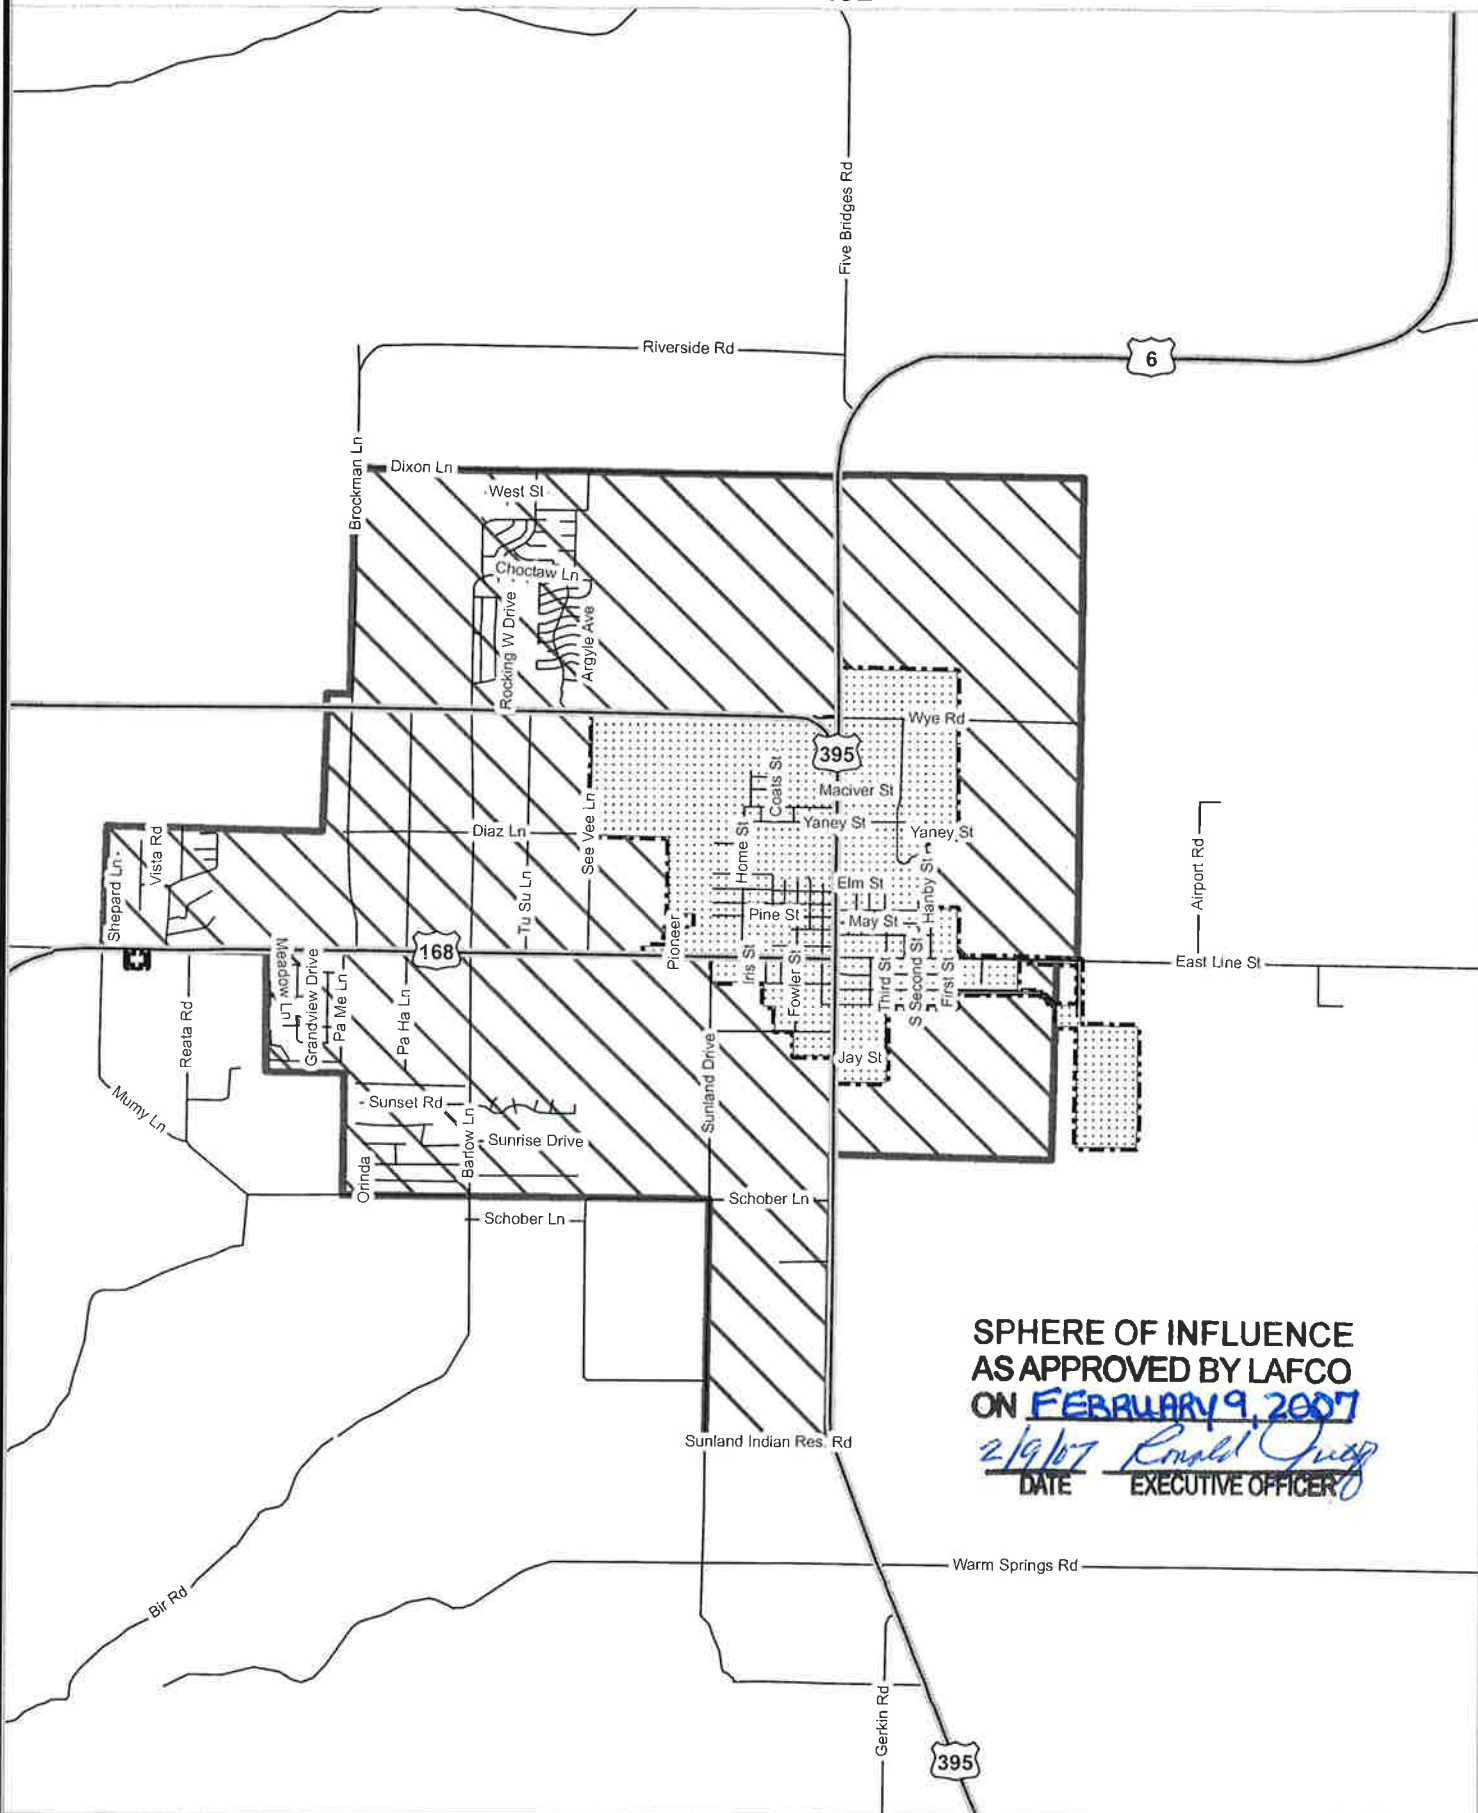 Five Bridges Rd
Riverside Rd
6
Brockman Ln
Dixon Ln
West St
Choctaw Ln
Rocking W Drive
Argyle Ave
Wye Rd
395
Coats St
Maciver St
Yaney St
Yaney St
Diaz Ln
See Vee Ln
Home St
Vista Rd
Shepard Ln
Tu Su Ln
Elm St
Hanby St
Airport Rd
Pine St
May St
Pioneer
168
East Line St
Meadow Ln
Grandview Drive
Pa Me Ln
Pa Ha Ln
Iris St
Fowler St
Third St
S Second St
First St
Reata Rd
Sunland Drive
Jay St
Mumy Ln
Sunset Rd
Barlow Ln
Sunrise Drive
Orinda
Schober Ln
Schober Ln
SPHERE OF INFLUENCE
AS APPROVED BY LAFCO
ON FEBRUARY 9, 2007
2/9/07 Ronald
DATE EXECUTIVE OFFICER
Sunland Indian Res. Rd
Warm Springs Rd
Bir Rd
Gerkin Rd
395